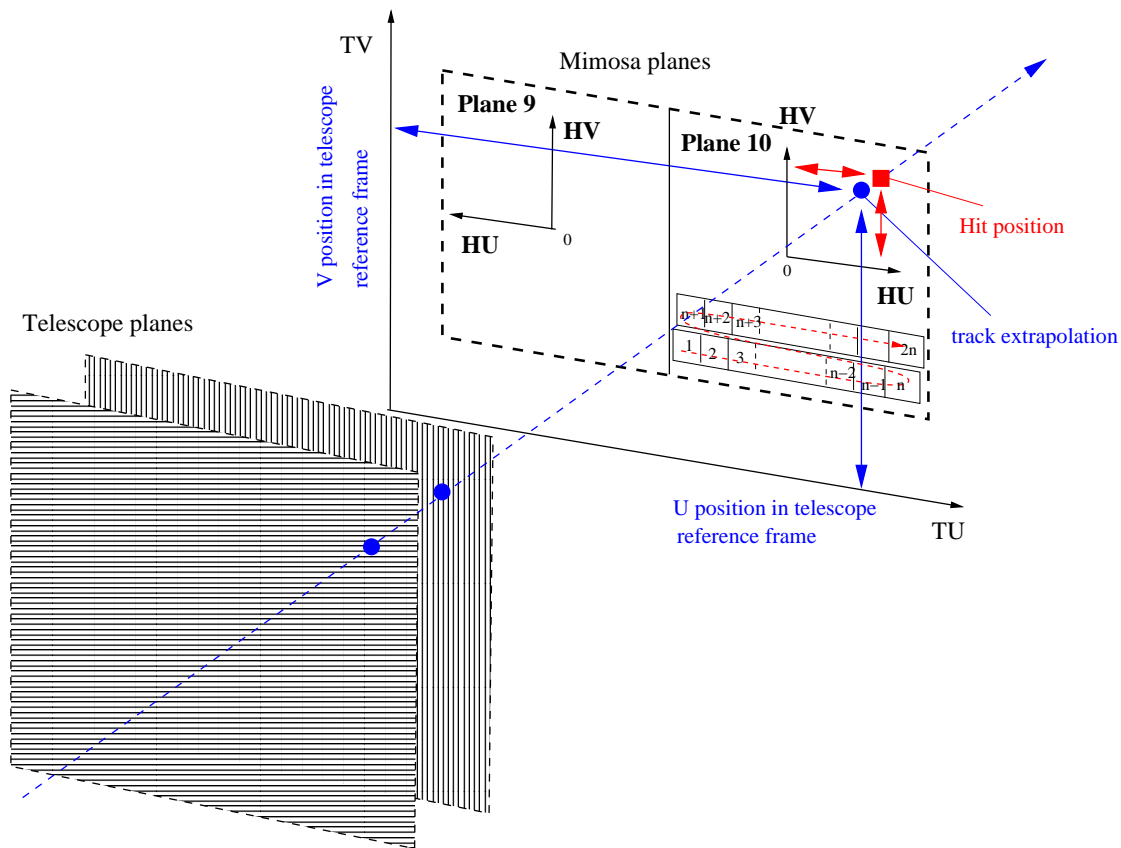 TV
Mimosa planes
Plane 9
HV
HU
0
HV
Plane 10
0
HU
Hit position
track extrapolation
V position in telescope
reference frame
n+1 n+2 n+3 2n
1 2 3 n−2 n−1 n
Telescope planes
U position in telescope
reference frame
TU